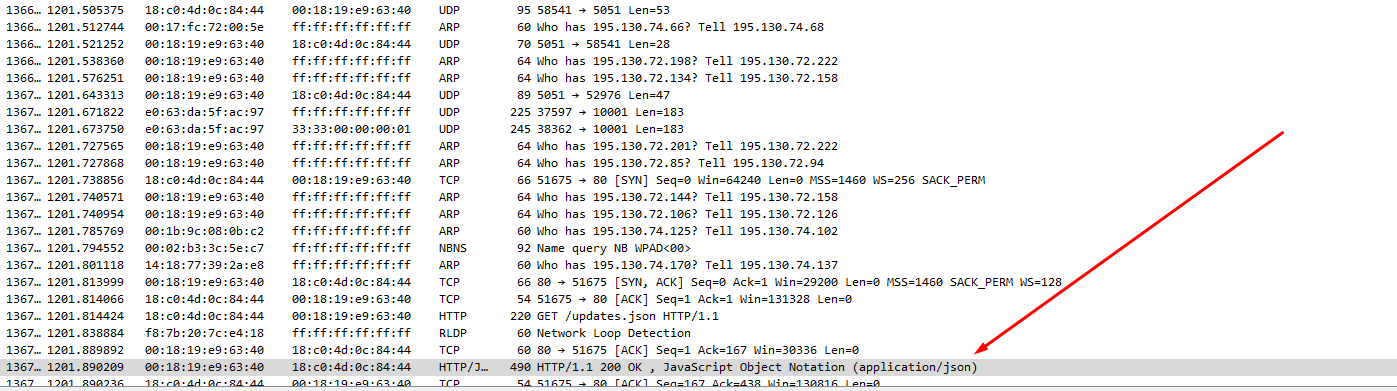 1366… 1201.505375 18:c0:4d:0c:84:44 00:18:19:e9:63:40 UDP 95 58541 → 5051 Len=53
1366… 1201.512744 00:17:fc:72:00:5e ff:ff:ff:ff:ff:ff ARP 60 Who has 195.130.74.66? Tell 195.130.74.68
1366… 1201.521252 00:18:19:e9:63:40 18:c0:4d:0c:84:44 UDP 70 5051 → 58541 Len=28
1366… 1201.538360 00:18:19:e9:63:40 ff:ff:ff:ff:ff:ff ARP 64 Who has 195.130.72.198? Tell 195.130.72.222
1366… 1201.576251 00:18:19:e9:63:40 ff:ff:ff:ff:ff:ff ARP 64 Who has 195.130.72.134? Tell 195.130.72.158
1367… 1201.643313 00:18:19:e9:63:40 18:c0:4d:0c:84:44 UDP 89 5051 → 52976 Len=47
1367… 1201.671822 e0:63:da:5f:ac:97 ff:ff:ff:ff:ff:ff UDP 225 37597 → 10001 Len=183
1367… 1201.673750 e0:63:da:5f:ac:97 33:33:00:00:00:01 UDP 245 38362 → 10001 Len=183
1367… 1201.727565 00:18:19:e9:63:40 ff:ff:ff:ff:ff:ff ARP 64 Who has 195.130.72.201? Tell 195.130.72.222
1367… 1201.727868 00:18:19:e9:63:40 ff:ff:ff:ff:ff:ff ARP 64 Who has 195.130.72.85? Tell 195.130.72.94
1367… 1201.738856 18:c0:4d:0c:84:44 00:18:19:e9:63:40 TCP 66 51675 → 80 [SYN] Seq=0 Win=64240 Len=0 MSS=1460 WS=256 SACK_PERM
1367… 1201.740571 00:18:19:e9:63:40 ff:ff:ff:ff:ff:ff ARP 64 Who has 195.130.72.144? Tell 195.130.72.158
1367… 1201.740954 00:18:19:e9:63:40 ff:ff:ff:ff:ff:ff ARP 64 Who has 195.130.72.106? Tell 195.130.72.126
1367… 1201.785769 00:1b:9c:08:0b:c2 ff:ff:ff:ff:ff:ff ARP 60 Who has 195.130.74.125? Tell 195.130.74.102
1367… 1201.794552 00:02:b3:3c:5e:c7 ff:ff:ff:ff:ff:ff NBNS 92 Name query NB WPAD<00>
1367… 1201.801118 14:18:77:39:2a:e8 ff:ff:ff:ff:ff:ff ARP 60 Who has 195.130.74.170? Tell 195.130.74.137
1367… 1201.813999 00:18:19:e9:63:40 18:c0:4d:0c:84:44 TCP 66 80 → 51675 [SYN, ACK] Seq=0 Ack=1 Win=29200 Len=0 MSS=1460 SACK_PERM WS=128
1367… 1201.814066 18:c0:4d:0c:84:44 00:18:19:e9:63:40 TCP 54 51675 → 80 [ACK] Seq=1 Ack=1 Win=131328 Len=0
1367… 1201.814424 18:c0:4d:0c:84:44 00:18:19:e9:63:40 HTTP 220 GET /updates.json HTTP/1.1
1367… 1201.838884 f8:7b:20:7c:e4:18 ff:ff:ff:ff:ff:ff RLDP 60 Network Loop Detection
1367… 1201.889892 00:18:19:e9:63:40 18:c0:4d:0c:84:44 TCP 60 80 → 51675 [ACK] Seq=1 Ack=167 Win=30336 Len=0
1367… 1201.890209 00:18:19:e9:63:40 18:c0:4d:0c:84:44 HTTP/J… 490 HTTP/1.1 200 OK , JavaScript Object Notation (application/json)
1367… 1201.890236 18:c0:4d:0c:84:44 00:18:19:e9:63:40 TCP 54 51675 → 80 [ACK] Seq=167 Ack=438 Win=130816 Len=0